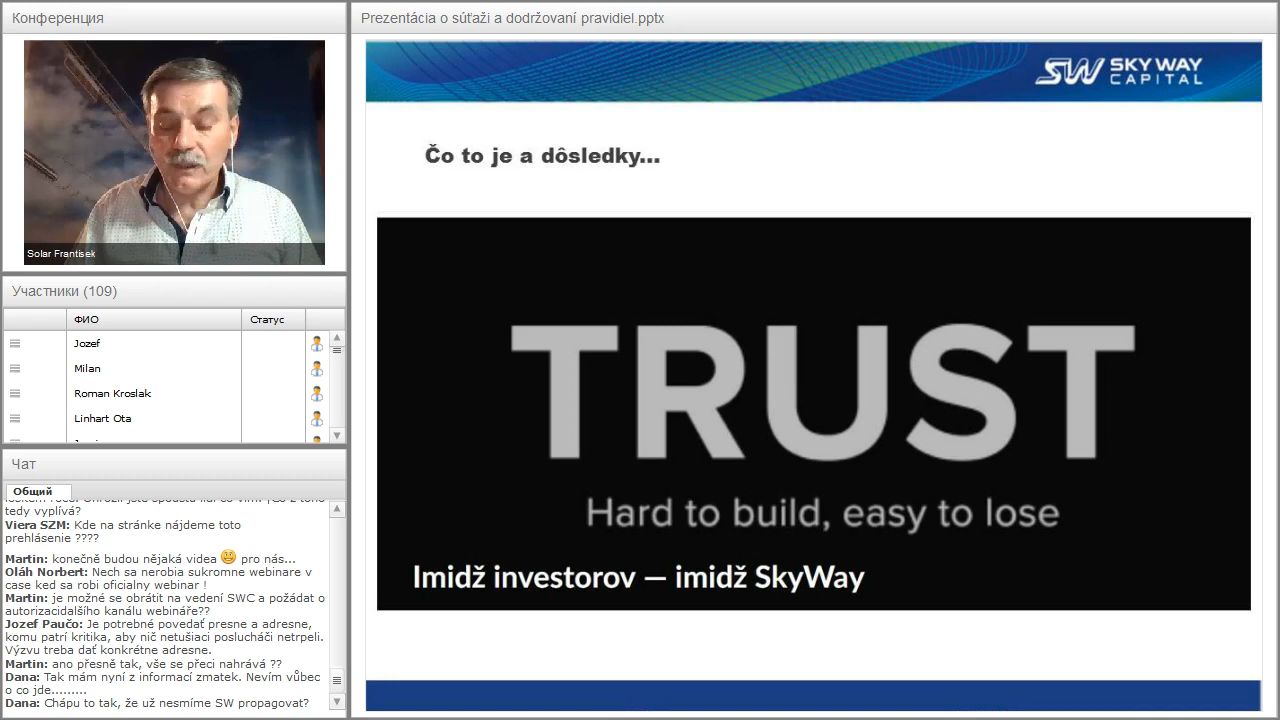 Конференция
Solar Frantisek
Участники (109)
ФИО
Статус
Jozef
Milan
Roman Kroslak
Linhart Ota
Чат
Общий
tedy vyplívá?
Viera SZM: kde na stránke nájdeme toto
prehlásenie ????
Martin: konečně budou nějaká videa pro nás...
Oláh Norbert: Nech sa nerobia sukromne webinare v
case ked sa robi oficialny webinar !
Martin: se obrátit na vedení SWC a požádat o
autorizacidalšího kanálu webináře??
Jozef Paučo: Je potrebné povedať presne a adresne,
komu patrí kritika, aby nič netušiaci poslucháči netrpeli.
Výzvu treba dať konkrétne adresne.
Martin: ano přesně tak, vše se přeci nahrává ??
Dana: Tak mám nyní z informací zmatek. Nevím vůbec
o co jde........
Dana: Chápu to tak, že už nesmíme SW propagovat?
Prezentácia o súťaži a dodržovaní pravidiel.pptx
SW SKY WAY
CAPITAL
Čo to je a dôsledky...
TRUST
Hard to build, easy to lose
Imidž investorov — imidž SkyWay